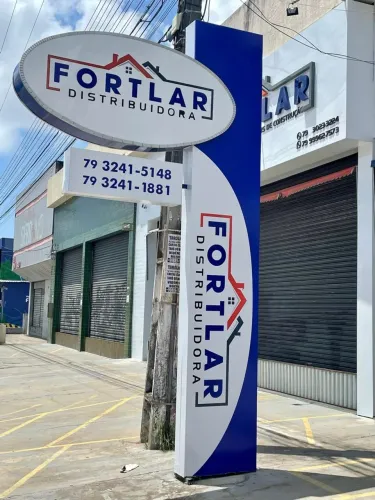 FORTLAR
DISTRIBUIDORA
79 3241-5148
79 3241-1881
FORTLAR
DISTRIBUIDORA
LAR
DE CONSTRUÇÃO